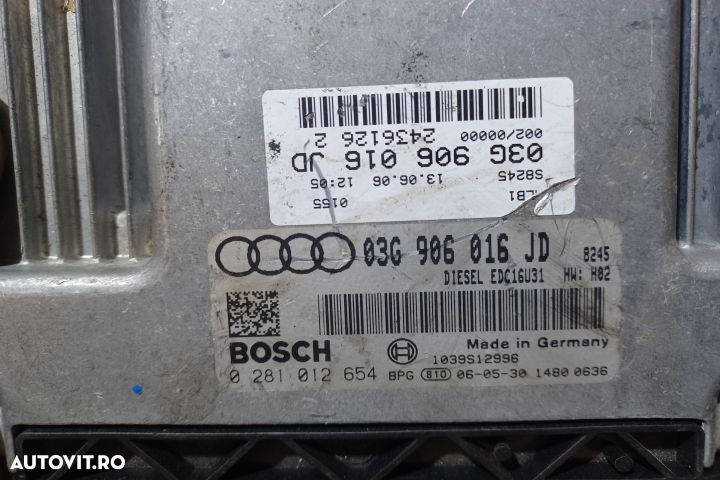 .LB1
0155
S8245
13.06.06 12:05
03G 906 016 JD
002/00000
2436126 2
03G 906 016 JD 8245
DIESEL EDC16U31 HW: H02
BOSCH
Made in Germany
1039S12996
0 281 012 654 BPG 810 06-05-30 1480 0636
AUTOVIT.RO
AUTOVIT.RO